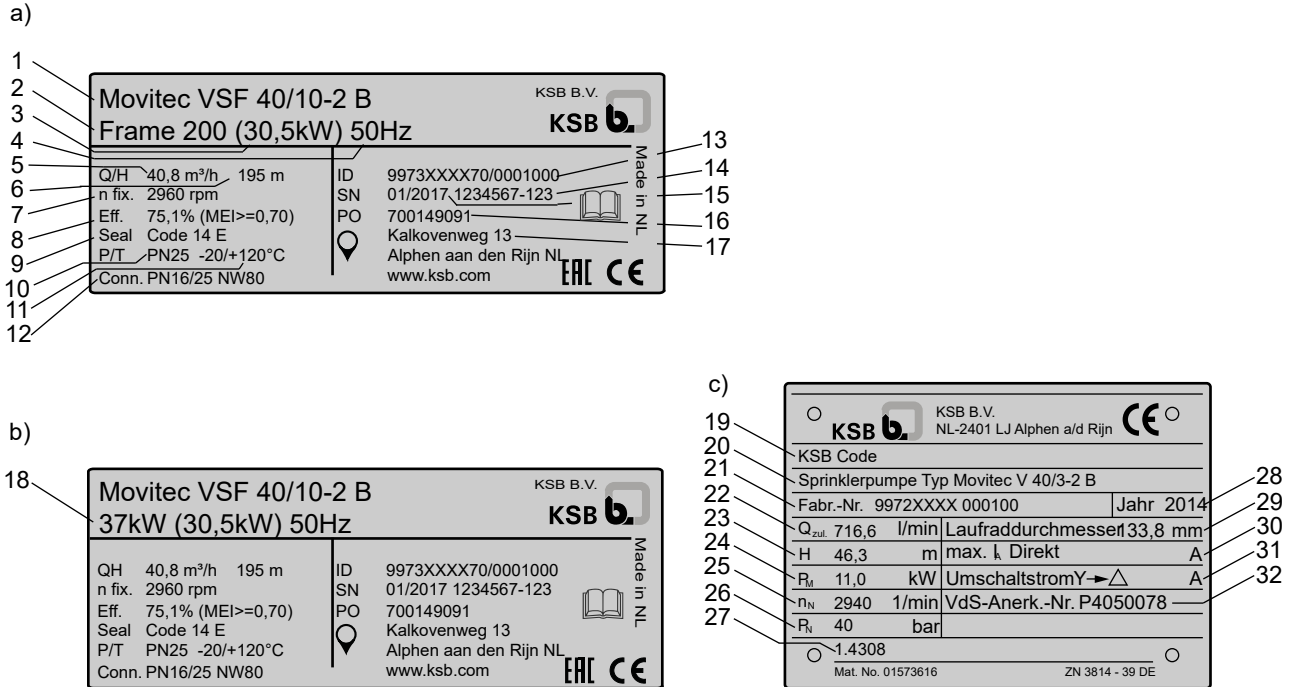 a)
1
2
3
4
5
6
7
8
9
10
11
12
Movitec VSF 40/10-2 B
Frame 200 (30,5kW) 50Hz
KSB B.V.
KSB b.
Q/H 40,8 m³/h 195 m
n fix. 2960 rpm
Eff. 75,1% (MEI>=0,70)
Seal Code 14 E
P/T PN25 -20/+120°C
Conn. PN16/25 NW80
ID 9973XXXX70/0001000
SN 01/2017 1234567-123
PO 700149091
Kalkovenweg 13
Alphen aan den Rijn NL
www.ksb.com
Made in NL
EAC CE
13
14
15
16
17
b)
18
Movitec VSF 40/10-2 B
37kW (30,5kW) 50Hz
KSB B.V.
KSB b.
QH 40,8 m³/h 195 m
n fix. 2960 rpm
Eff. 75,1% (MEI>=0,70)
Seal Code 14 E
P/T PN25 -20/+120°C
Conn. PN16/25 NW80
ID 9973XXXX70/0001000
SN 01/2017 1234567-123
PO 700149091
Kalkovenweg 13
Alphen aan den Rijn NL
www.ksb.com
Made in NL
EAC CE
c)
19
20
21
22
23
24
25
26
27
KSB b.
KSB B.V.
NL-2401 LJ Alphen a/d Rijn
CE
KSB Code
Sprinklerpumpe Typ Movitec V 40/3-2 B
Fabr.-Nr. 9972XXXX 000100 Jahr 2014
Qzul. 716,6 l/min Laufraddurchmesser 133,8 mm
H 46,3 m max. IA Direkt A
PM 11,0 kW UmschaltstromY→△ A
nN 2940 1/min VdS-Anerk.-Nr. P4050078
PN 40 bar
1.4308
Mat. No. 01573616 ZN 3814 - 39 DE
28
29
30
31
32